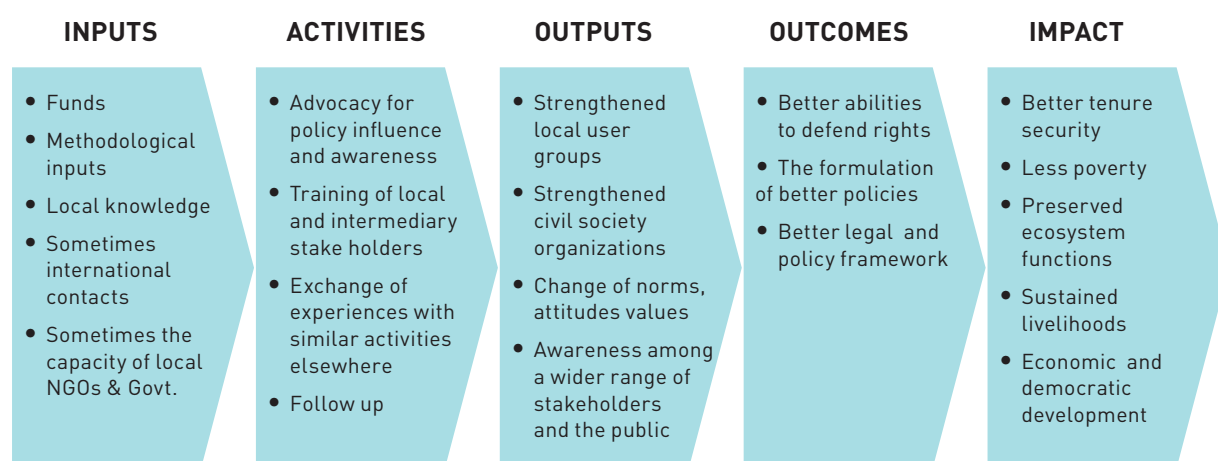 INPUTS
• Funds
• Methodological
inputs
• Local knowledge
• Sometimes
international
contacts
• Sometimes the
capacity of local
NGOs & Govt.
ACTIVITIES
• Advocacy for
policy influence
and awareness
• Training of local
and intermediary
stake holders
• Exchange of
experiences with
similar activities
elsewhere
• Follow up
OUTPUTS
• Strengthened
local user
groups
• Strengthened
civil society
organizations
• Change of norms,
attitudes values
• Awareness among
a wider range of
stakeholders
and the public
OUTCOMES
• Better abilities
to defend rights
• The formulation
of better policies
• Better legal and
policy framework
IMPACT
• Better tenure
security
• Less poverty
• Preserved
ecosystem
functions
• Sustained
livelihoods
• Economic and
democratic
development